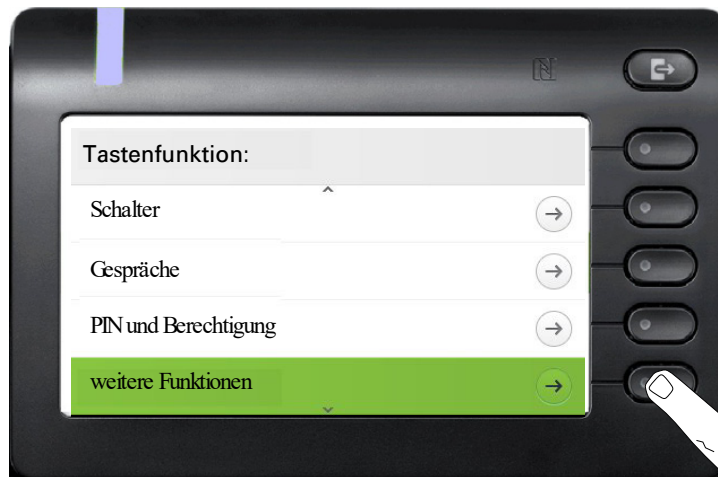 Tastenfunktion:
Schalter
Gespräche
PIN und Berechtigung
weitere Funktionen